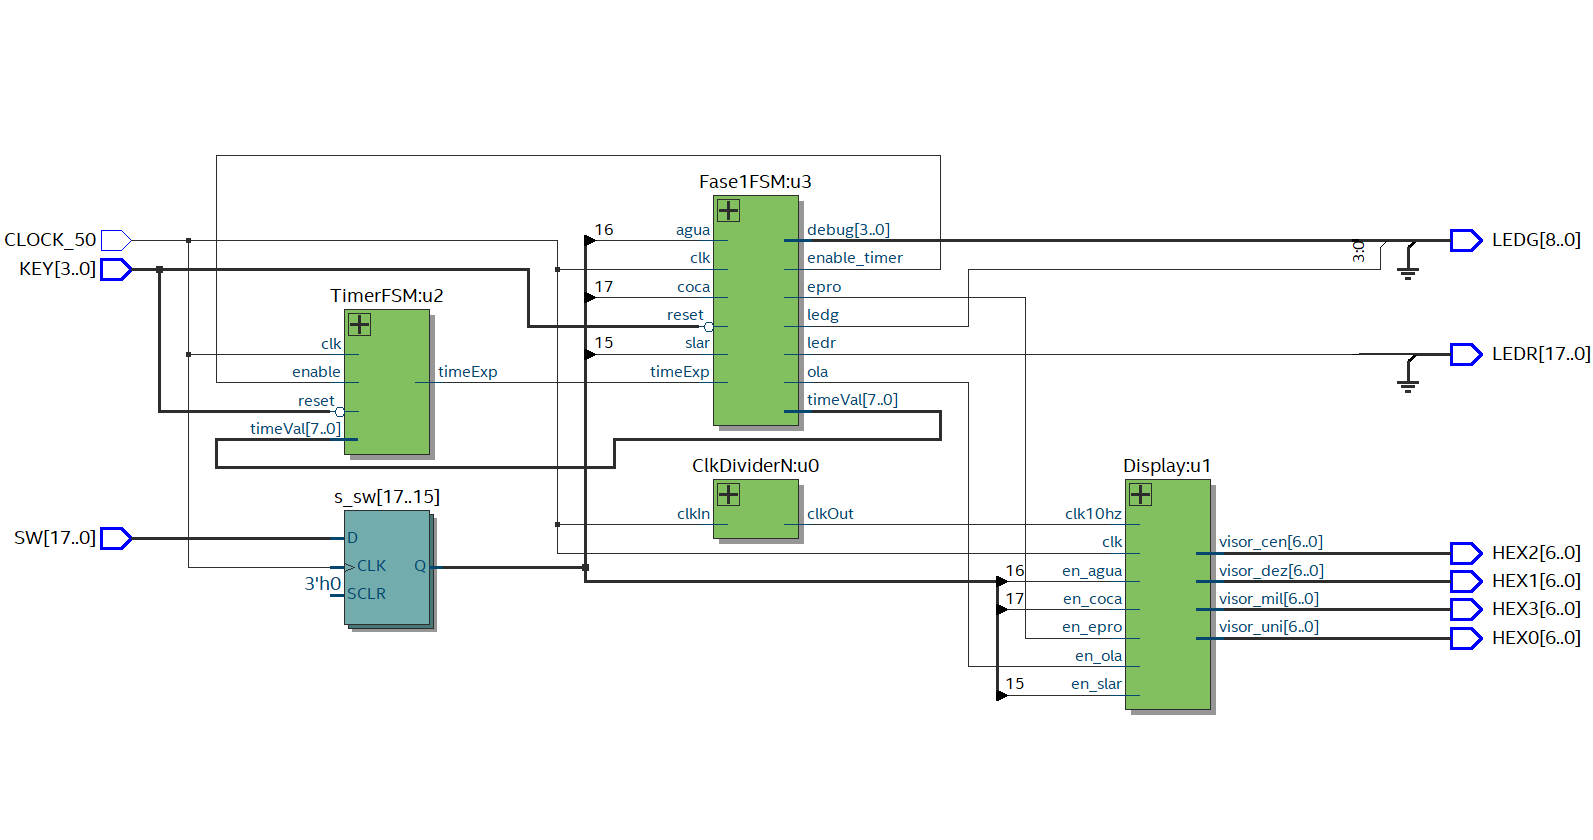 Fase1FSM:u3
16
agua
debug[3..0]
CLOCK_50
LEDG[8..0]
3:0
clk
enable_timer
KEY[3..0]
17
coca
epro
TimerFSM:u2
reset
ledg
clk
15
slar
ledr
LEDR[17..0]
enable
timeExp
timeExp
ola
reset
timeVal[7..0]
timeVal[7..0]
ClkDividerN:u0
Display:u1
s_sw[17..15]
clkIn
clkOut
clk10hz
SW[17..0]
D
clk
visor_cen[6..0]
HEX2[6..0]
CLK
Q
16
en_agua
visor_dez[6..0]
HEX1[6..0]
3'h0
SCLR
17
en_coca
visor_mil[6..0]
HEX3[6..0]
en_epro
visor_uni[6..0]
HEX0[6..0]
en_ola
15
en_slar